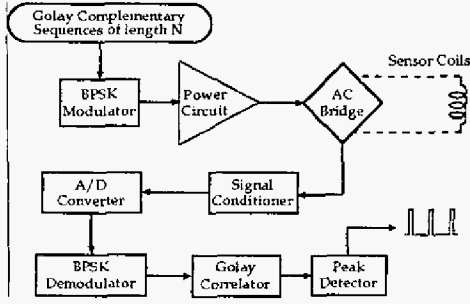 Golay Complementary
Sequences of length N
BPSK
Modulator
Power
Circuit
AC
Bridge
Sensor Coils
A/D
Converter
Signal
Conditioner
BPSK
Demodulator
Golay
Correlator
Peak
Detector